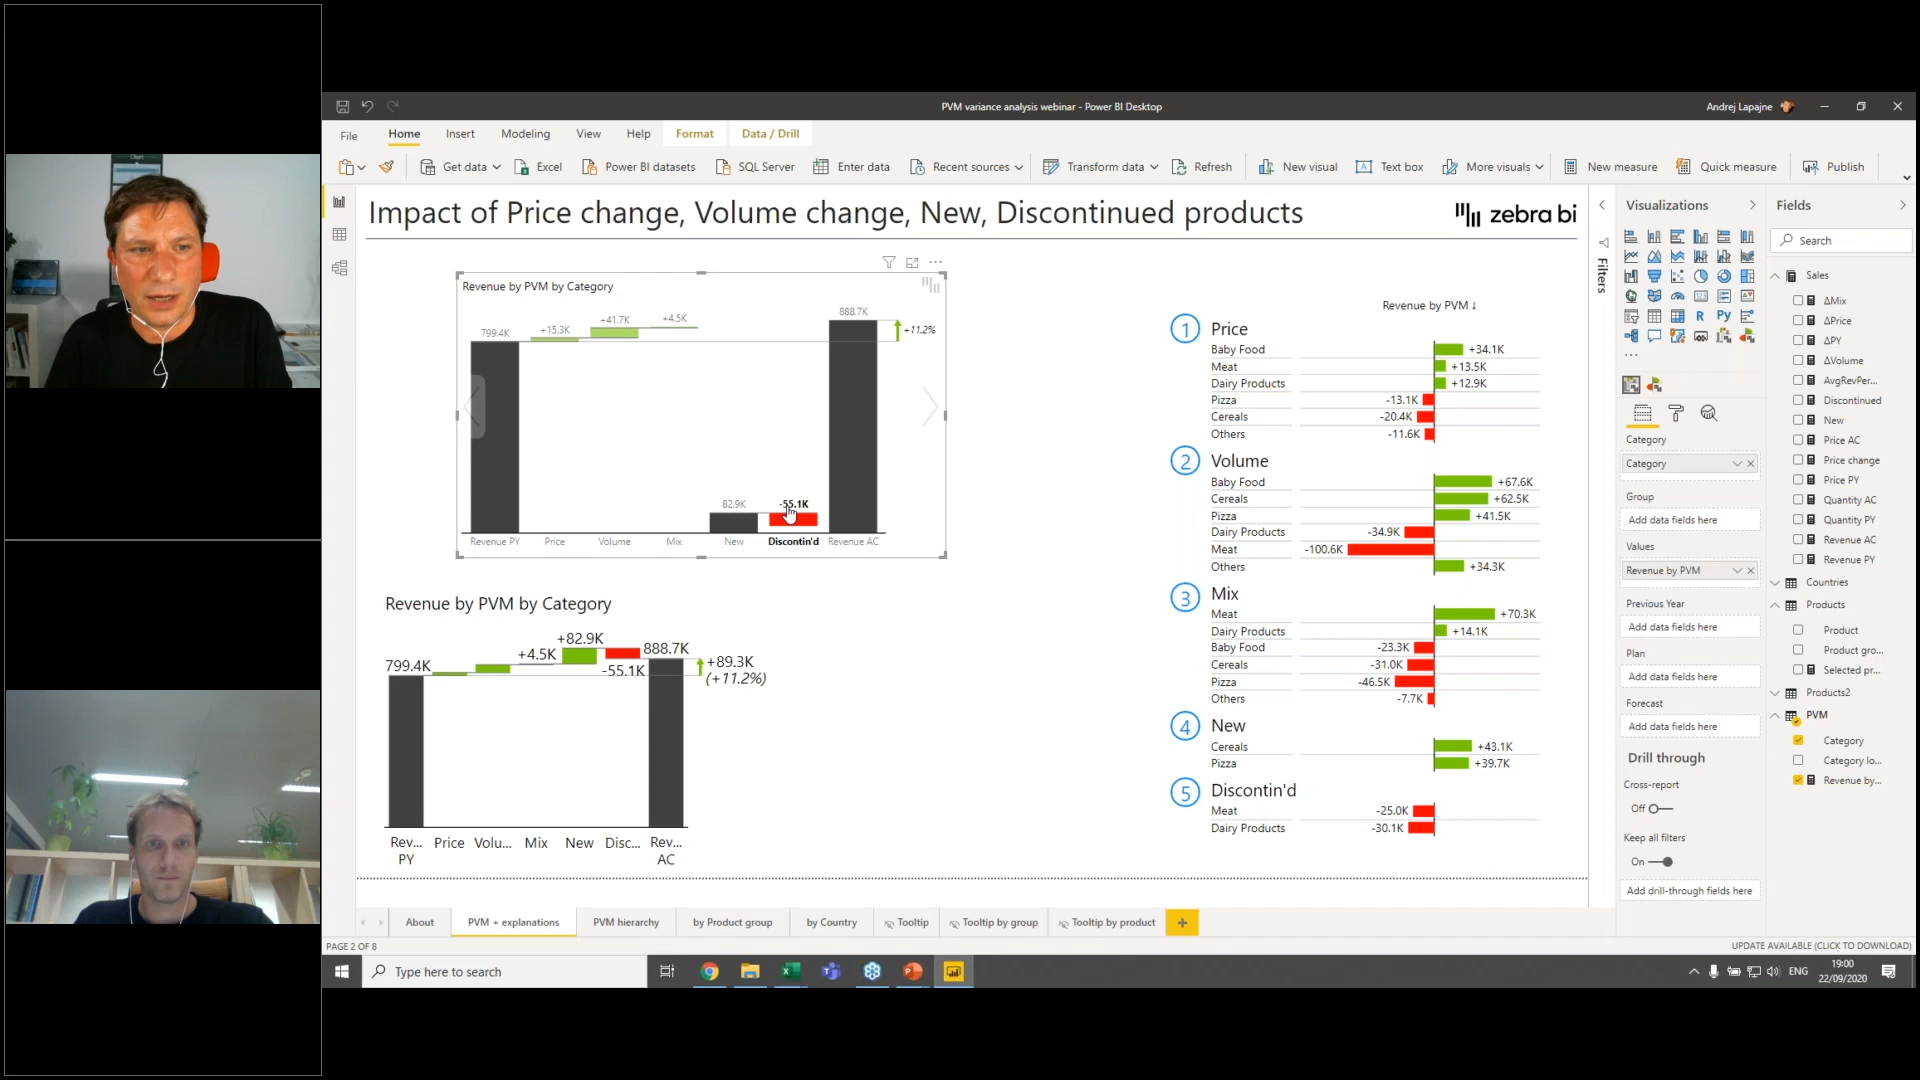 PVM variance analysis webinar - Power BI Desktop
Andrej Lapajne
File Home Insert Modeling View Help Format Data / Drill
Get data Excel Power BI datasets SQL Server Enter data Recent sources Transform data Refresh New visual Text box More visuals New measure Quick measure Publish
Impact of Price change, Volume change, New, Discontinued products
zebra bi
Revenue by PVM by Category
799.4K +15.3K +41.7K +4.5K 82.9K -55.1K 888.7K +11.2%
Revenue PY Price Volume Mix New Discontin'd Revenue AC
Revenue by PVM by Category
799.4K +4.5K +82.9K -55.1K 888.7K +89.3K
(+11.2%)
Rev... Price Volu... Mix New Disc... Rev...
PY AC
Revenue by PVM ↓
1 Price
Baby Food +34.1K
Meat +13.5K
Dairy Products +12.9K
Pizza -13.1K
Cereals -20.4K
Others -11.6K
2 Volume
Baby Food +67.6K
Cereals +62.5K
Pizza +41.5K
Dairy Products -34.9K
Meat -100.6K
Others +34.3K
3 Mix
Meat +70.3K
Dairy Products +14.1K
Baby Food -23.3K
Cereals -31.0K
Pizza -46.5K
Others -7.7K
4 New
Cereals +43.1K
Pizza +39.7K
5 Discontin'd
Meat -25.0K
Dairy Products -30.1K
Filters
Visualizations
R Py
Category
Category
Group
Add data fields here
Values
Revenue by PVM
Previous Year
Add data fields here
Plan
Add data fields here
Forecast
Add data fields here
Drill through
Cross-report
Off
Keep all filters
On
Add drill-through fields here
Fields
Search
Sales
ΔMix
ΔPrice
ΔPY
ΔVolume
AvgRevPer...
Discontinued
New
Price AC
Price change
Price PY
Quantity AC
Quantity PY
Revenue AC
Revenue PY
Countries
Products
Product
Product gro...
Selected pr...
Products2
PVM
Category
Category lo...
Revenue by...
About PVM + explanations PVM hierarchy by Product group by Country Tooltip Tooltip by group Tooltip by product +
PAGE 2 OF 8
UPDATE AVAILABLE (CLICK TO DOWNLOAD)
Type here to search
ENG
19:00
22/09/2020